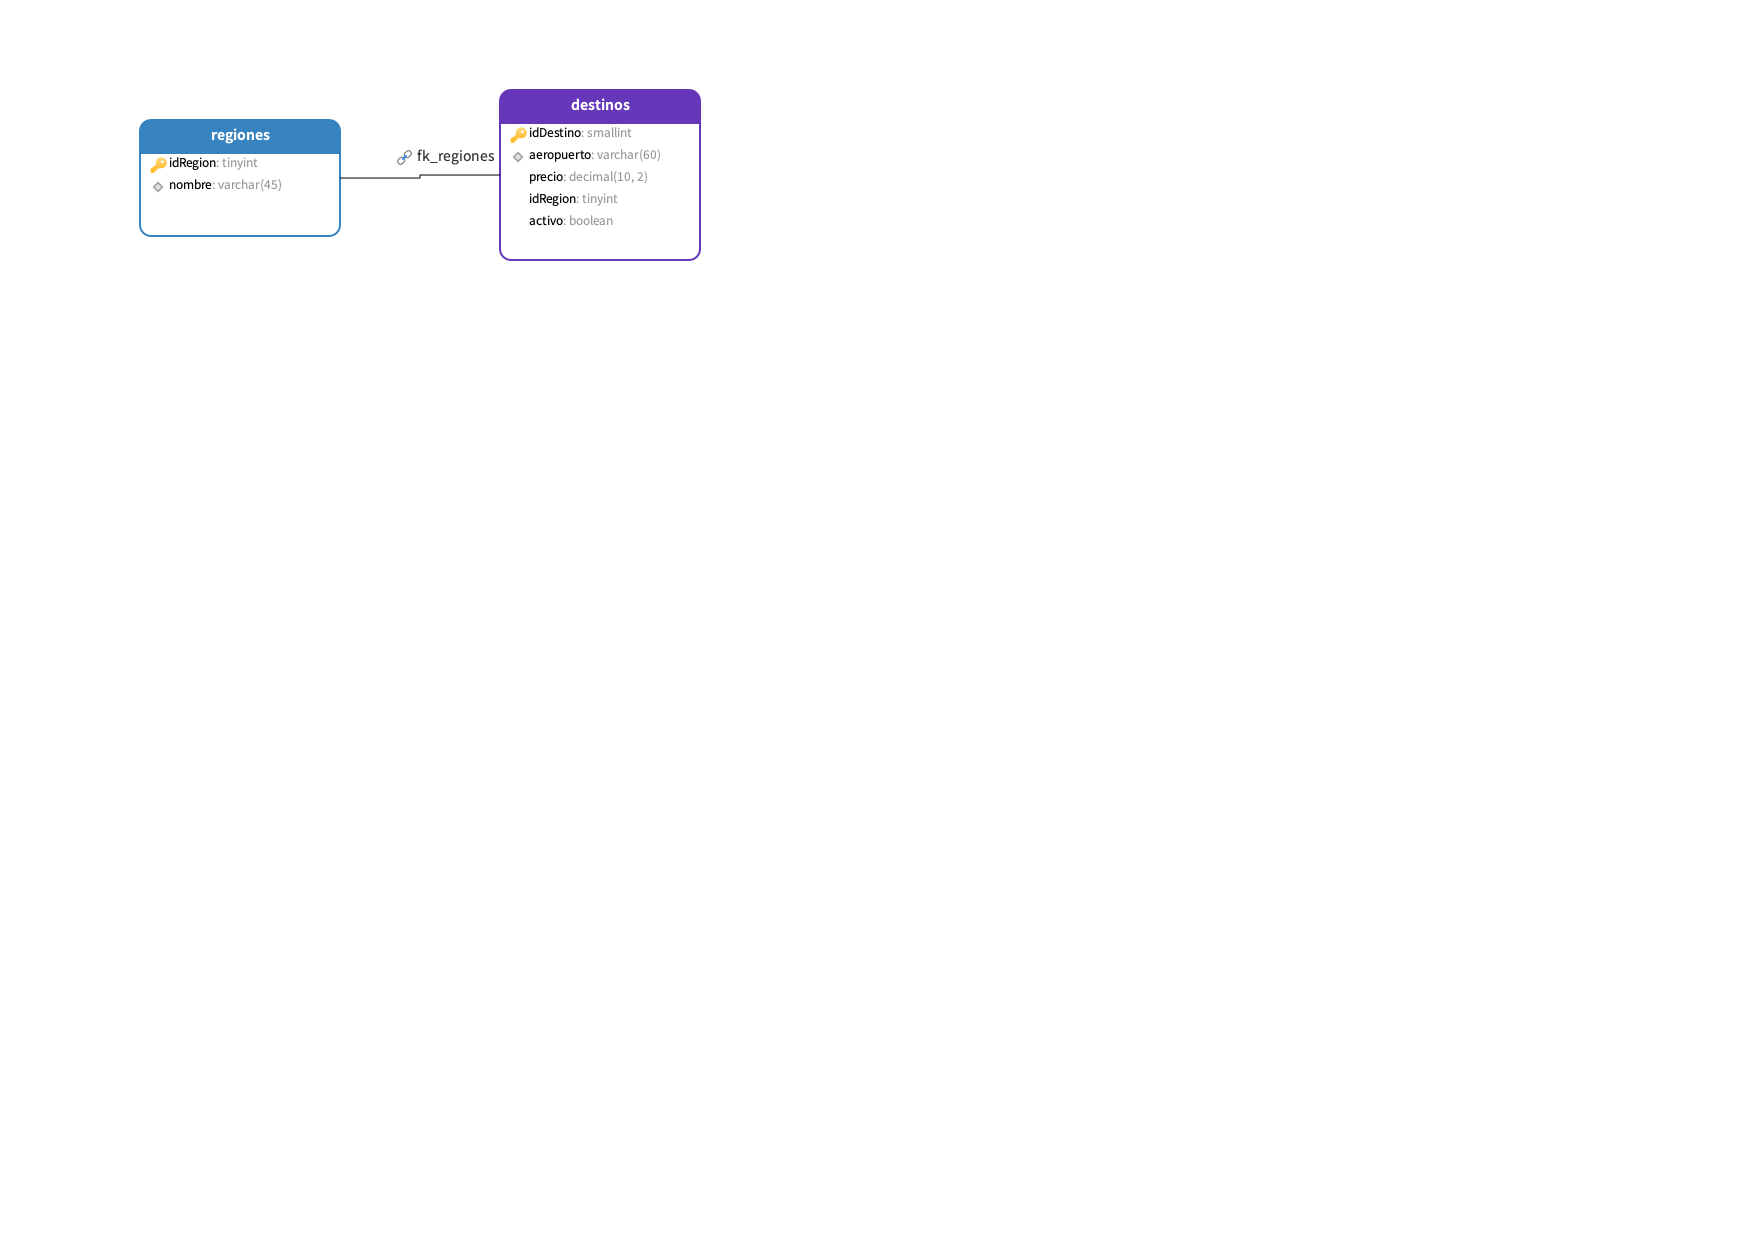 regiones
idRegion: tinyint
nombre: varchar(45)
fk_regiones
destinos
idDestino: smallint
aeropuerto: varchar(60)
precio: decimal(10, 2)
idRegion: tinyint
activo: boolean